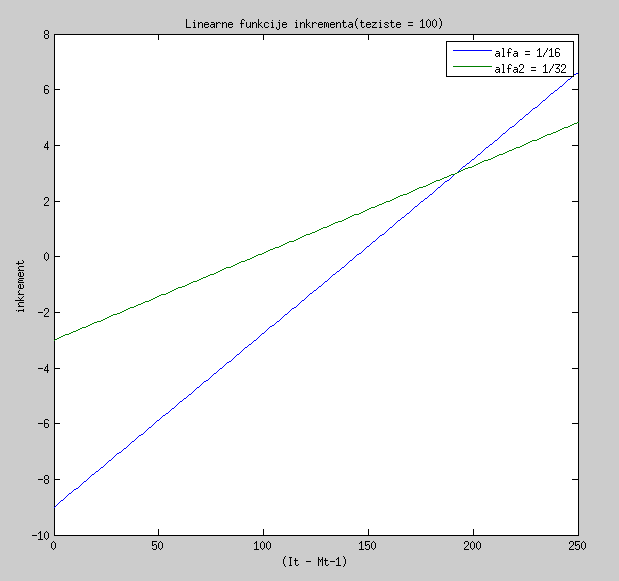 Linearne funkcije inkrementa(teziste = 100)
alfa = 1/16
alfa2 = 1/32
8
6
4
2
0
-2
-4
-6
-8
-10
inkrement
0 50 100 150 200 250
(It - Mt-1)